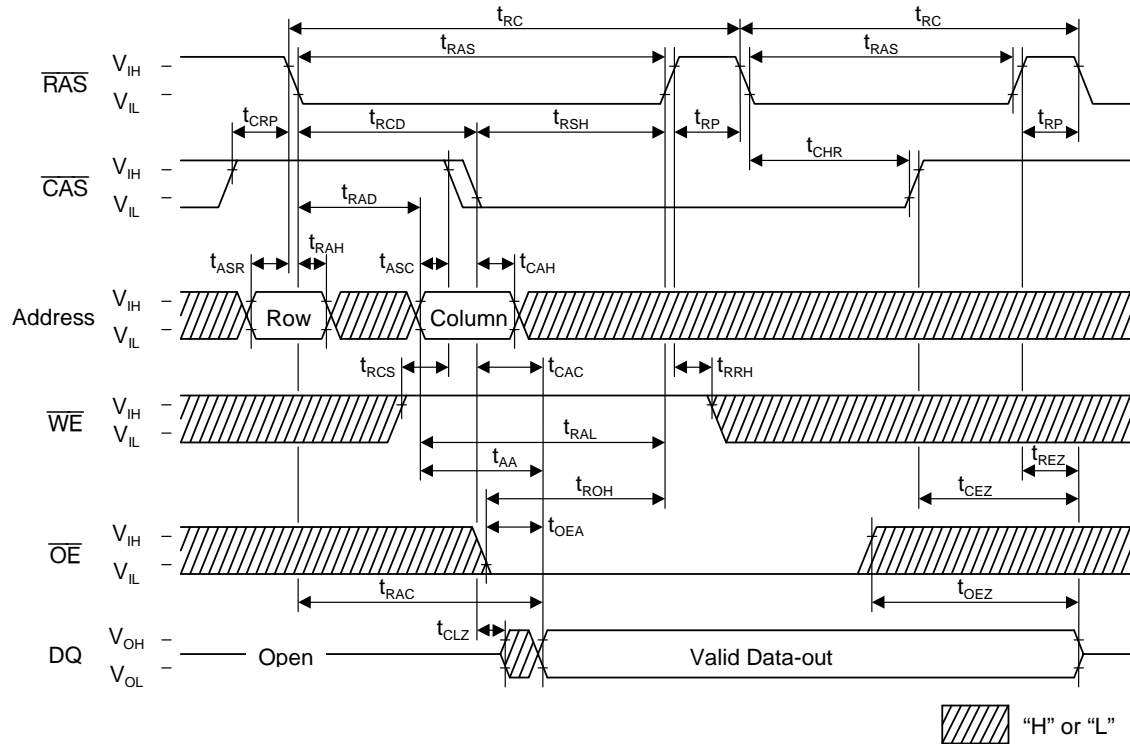 tRC tRC
tRAS tRAS
RAS VIH
VIL
tCRP tRCD tRSH tRP tRP
tCHR
CAS VIH
VIL
tRAD
tASR tRAH tASC tCAH
Address VIH
VIL
Row Column
tRCS tCAC tRRH
WE VIH
VIL
tRAL
tAA tREZ
tROH tCEZ
OE VIH
VIL
tOEA
tRAC tOEZ
tCLZ
DQ VOH
VOL
Open Valid Data-out
“H” or “L”